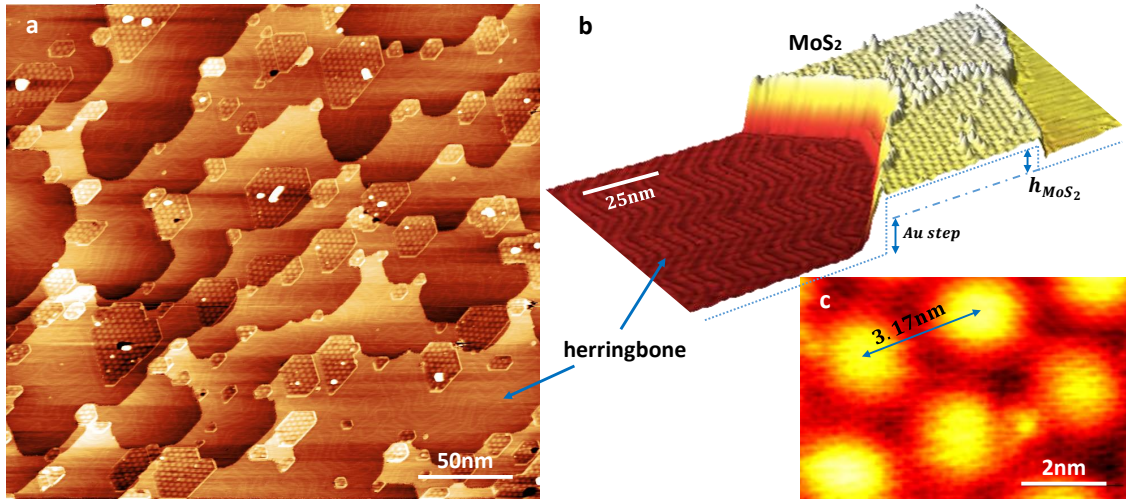 a
b
MoS₂
25nm
h_MoS₂
Au step
c
3.17nm
herringbone
50nm
2nm